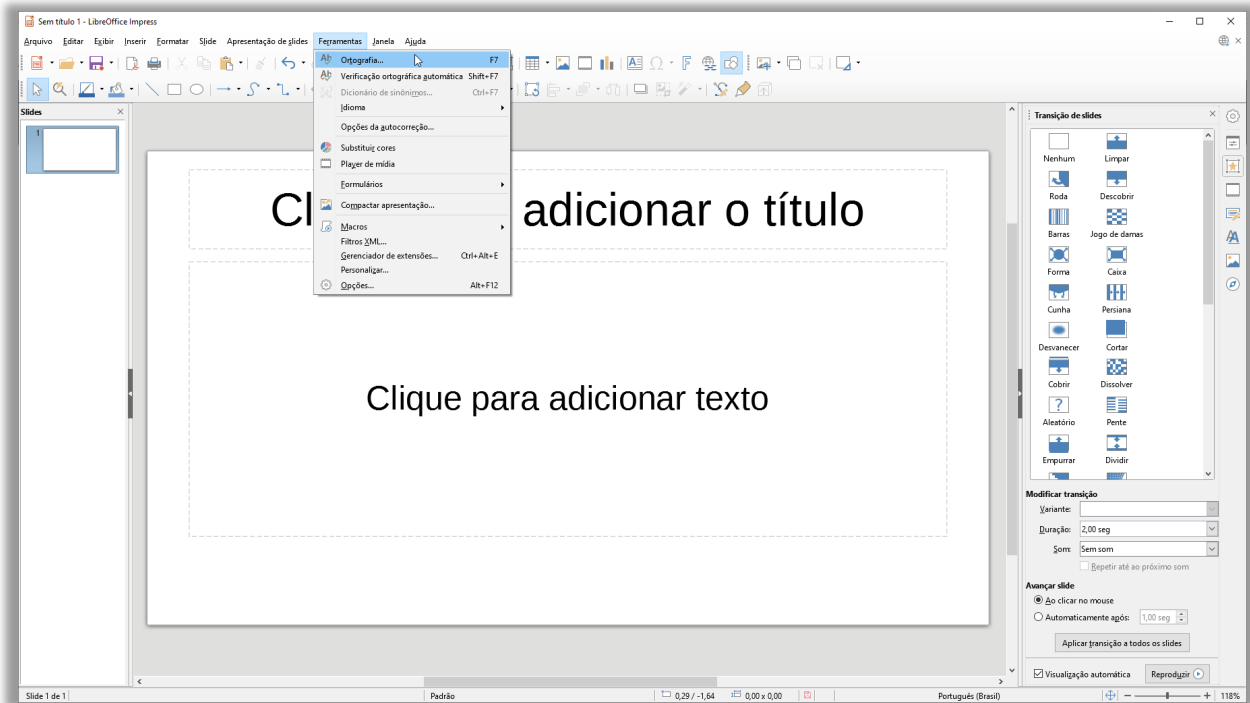 Sem título 1 - LibreOffice Impress
Arquivo Editar Exibir Inserir Formatar Slide Apresentação de slides Ferramentas Janela Ajuda
Ortografia... F7
Verificação ortográfica automática Shift+F7
Dicionário de sinônimos... Ctrl+F7
Idioma
Opções da autocorreção...
Substituir cores
Player de mídia
Formulários
Compactar apresentação...
Macros
Filtros XML...
Gerenciador de extensões... Ctrl+Alt+E
Personalizar...
Opções... Alt+F12
Slides
1
Cl
adicionar o título
Clique para adicionar texto
Transição de slides
Nenhum Limpar
Roda Descobrir
Barras Jogo de damas
Forma Caixa
Cunha Persiana
Desvanecer Cortar
Cobrir Dissolver
Aleatório Pente
Empurrar Dividir
Modificar transição
Variante:
Duração: 2,00 seg
Som: Sem som
Repetir até ao próximo som
Avançar slide
Ao clicar no mouse
Automaticamente após: 1,00 seg
Aplicar transição a todos os slides
Visualização automática Reproduzir
Slide 1 de 1 Padrão 0,29 / -1,64 0,00 x 0,00 Português (Brasil) 118%